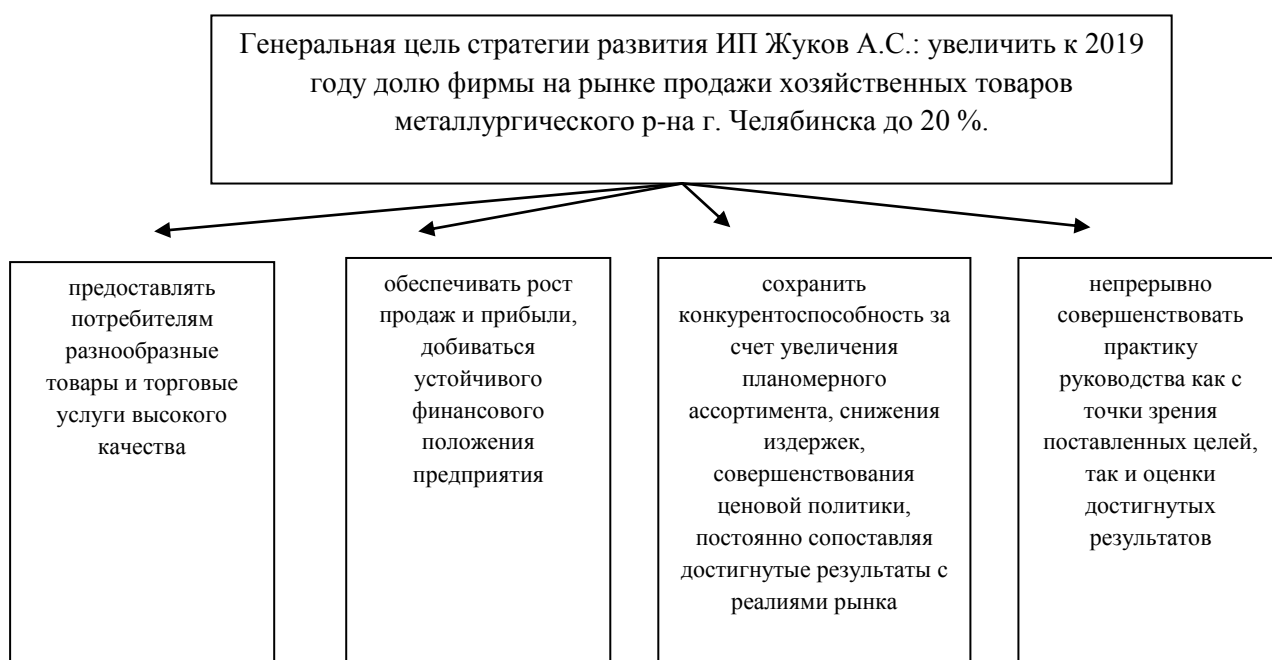 Генеральная цель стратегии развития ИП Жуков А.С.: увеличить к 2019
году долю фирмы на рынке продажи хозяйственных товаров
металлургического р-на г. Челябинска до 20 %.
предоставлять
потребителям
разнообразные
товары и торговые
услуги высокого
качества
обеспечивать рост
продаж и прибыли,
добиваться
устойчивого
финансового
положения
предприятия
сохранить
конкурентоспособность за
счет увеличения
планомерного
ассортимента, снижения
издержек,
совершенствования
ценовой политики,
постоянно сопоставляя
достигнутые результаты с
реалиями рынка
непрерывно
совершенствовать
практику
руководства как с
точки зрения
поставленных целей,
так и оценки
достигнутых
результатов